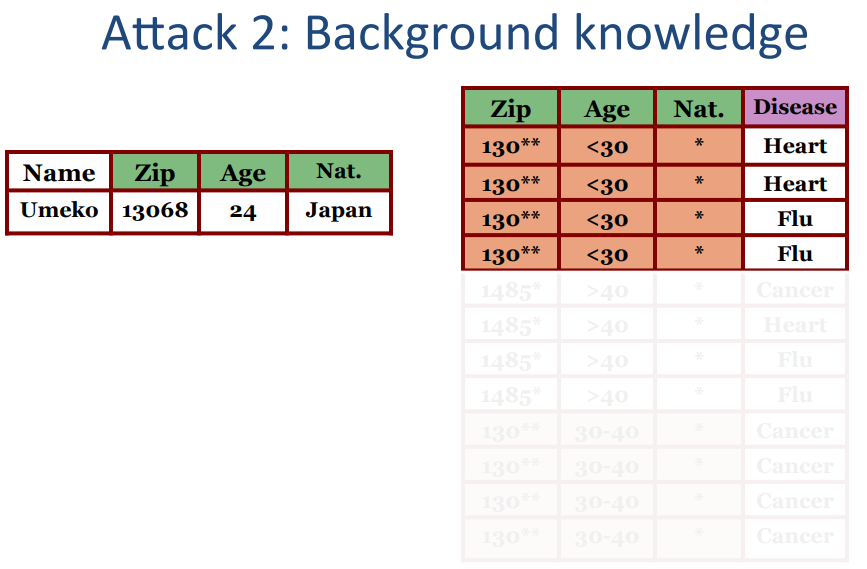 Attack 2: Background knowledge
Name Zip Age Nat.
Umeko 13068 24 Japan
Zip Age Nat. Disease
130** <30 * Heart
130** <30 * Heart
130** <30 * Flu
130** <30 * Flu
1485* >40 * Cancer
1485* >40 * Heart
1485* >40 * Flu
1485* >40 * Flu
130** 30-40 * Cancer
130** 30-40 * Cancer
130** 30-40 * Cancer
130** 30-40 * Cancer